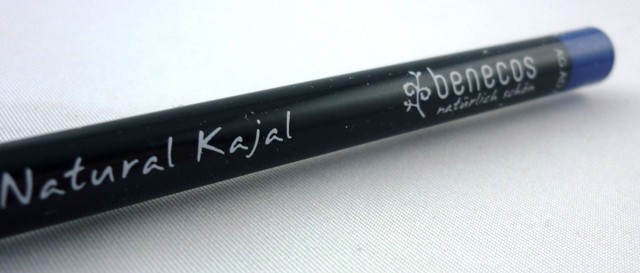 Natural Kajal
benecos
natürlich schön